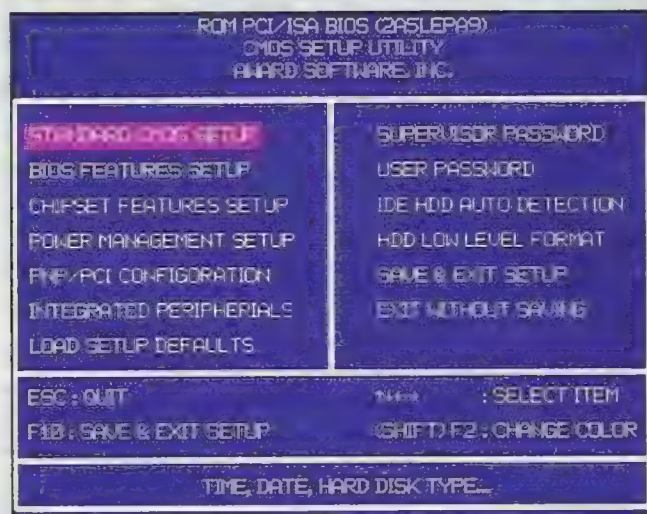 ROM PCI/ISA BIOS (2A5LEPA9)
CMOS SETUP UTILITY
AWARD SOFTWARE, INC.
STANDARD CMOS SETUP
BIOS FEATURES SETUP
CHIPSET FEATURES SETUP
POWER MANAGEMENT SETUP
PNP/PCI CONFIGORATION
INTEGRATED PERIPHERIALS
LOAD SETUP DEFAULTS
SUPERVISOR PASSWORD
USER PASSWORD
IDE HDD AUTO DETECTION
HDD LOW LEVEL FORMAT
SAVE & EXIT SETUP
EXIT WITHOUT SAVING
ESC : QUIT
: SELECT ITEM
F10 : SAVE & EXIT SETUP
(SHIFT) F2 : CHANGE COLOR
TIME, DATE, HARD DISK TYPE...